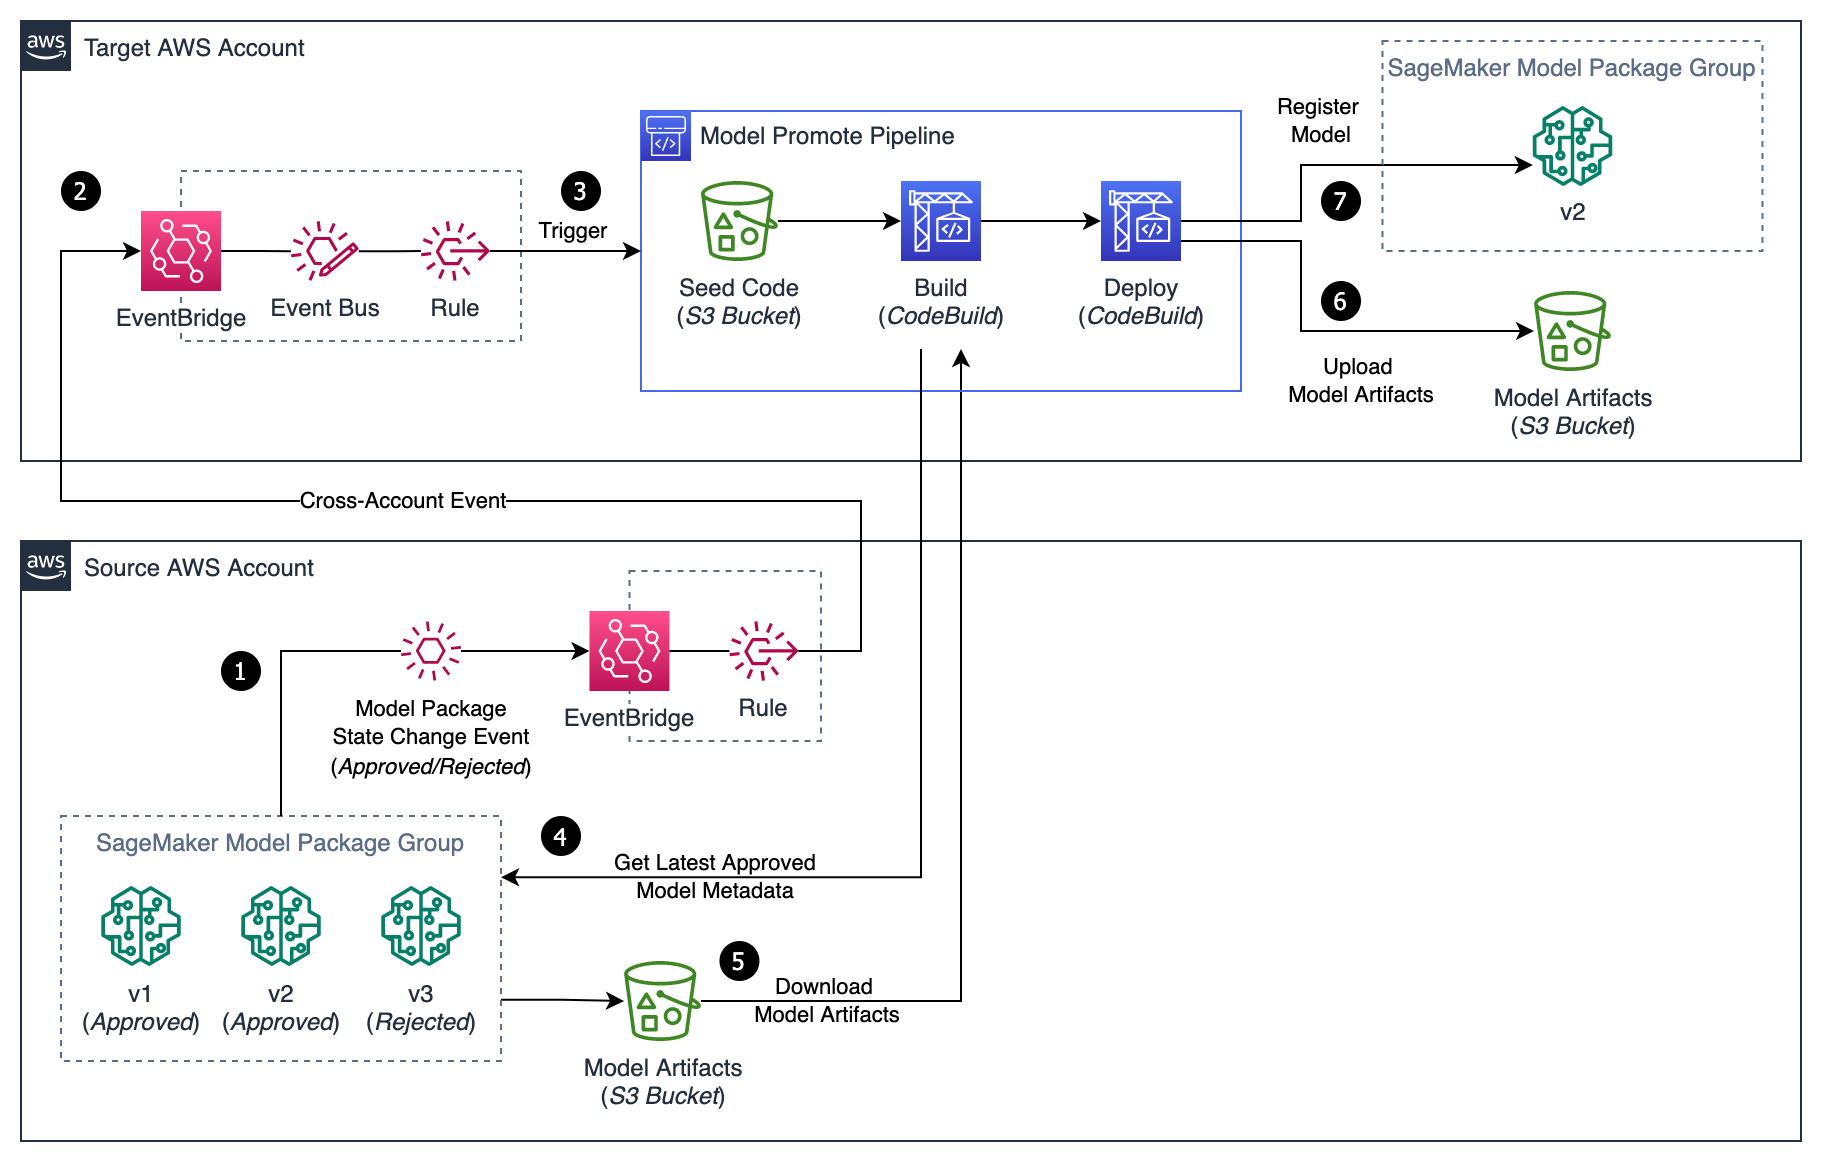 aws
Target AWS Account
SageMaker Model Package Group
v2
Register
Model
7
Model Promote Pipeline
2
3
Trigger
EventBridge
Event Bus
Rule
Seed Code
(S3 Bucket)
Build
(CodeBuild)
Deploy
(CodeBuild)
6
Upload
Model Artifacts
Model Artifacts
(S3 Bucket)
Cross-Account Event
aws
Source AWS Account
1
Model Package
State Change Event
(Approved/Rejected)
EventBridge
Rule
SageMaker Model Package Group
4
Get Latest Approved
Model Metadata
v1
(Approved)
v2
(Approved)
v3
(Rejected)
5
Download
Model Artifacts
Model Artifacts
(S3 Bucket)